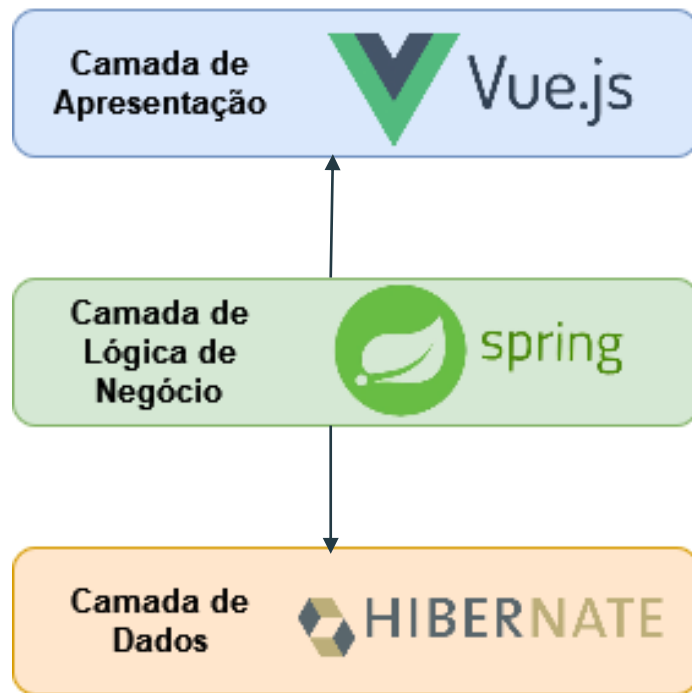 Camada de
Apresentação
Vue.js
Camada de
Lógica de
Negócio
spring
Camada de
Dados
HIBERNATE